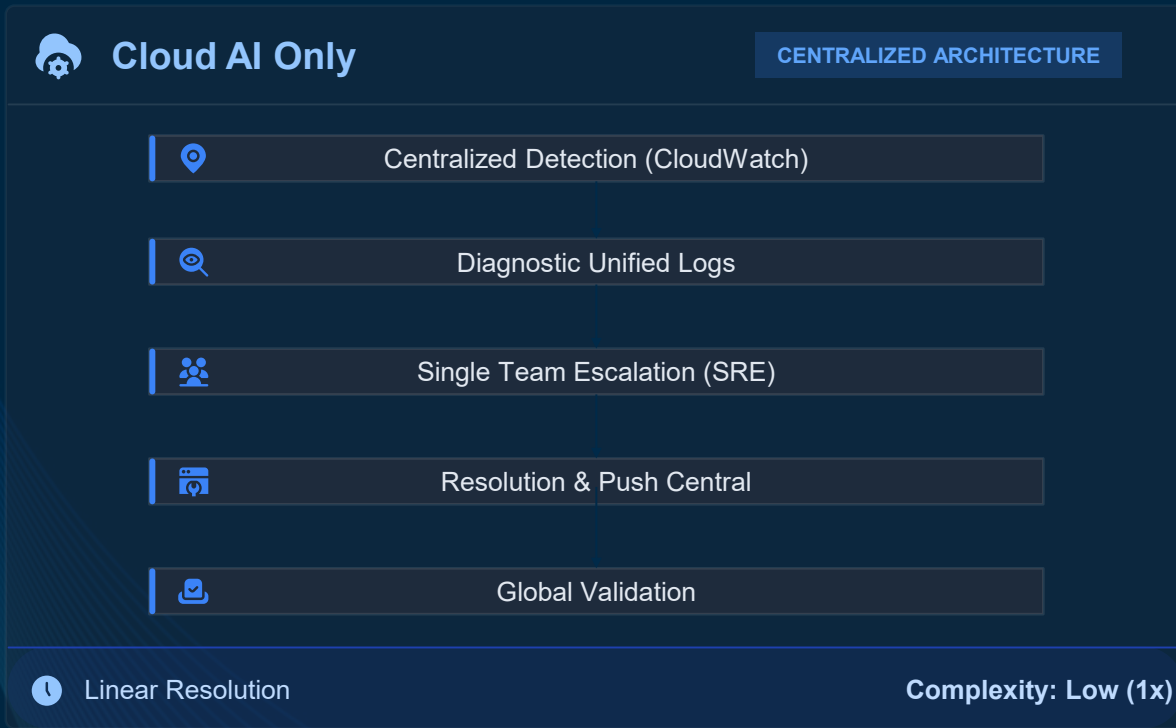 Cloud AI Only
CENTRALIZED ARCHITECTURE
Centralized Detection (CloudWatch)
Diagnostic Unified Logs
Single Team Escalation (SRE)
Resolution & Push Central
Global Validation
Linear Resolution
Complexity: Low (1x)